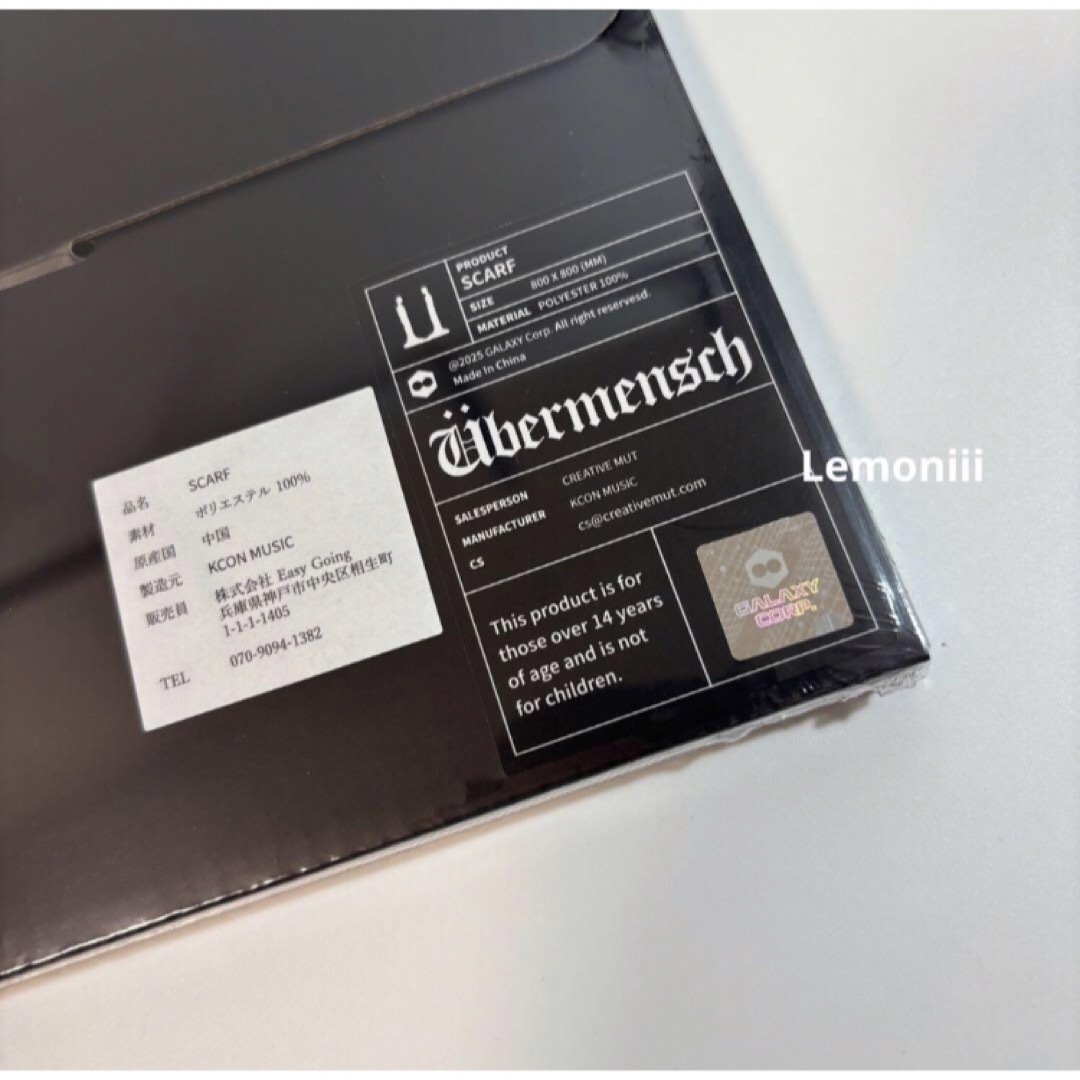 PRODUCT
SCARF
SIZE 800 X 800 (MM)
MATERIAL POLYESTER 100%
@2025 GALAXY Corp. All right reservesd.
Made In China
Übermensch
SALESPERSON CREATIVE MUT
MANUFACTURER KCON MUSIC
CS cs@creativemut.com
This product is for
those over 14 years
of age and is not
for children.
GALAXY
CORP.
品名 SCARF
素材 ポリエステル 100%
原産国 中国
製造元 KCON MUSIC
販売員 株式会社 Easy Going
兵庫県神戸市中央区相生町
1-1-1-1405
TEL 070-9094-1382
Lemoniii